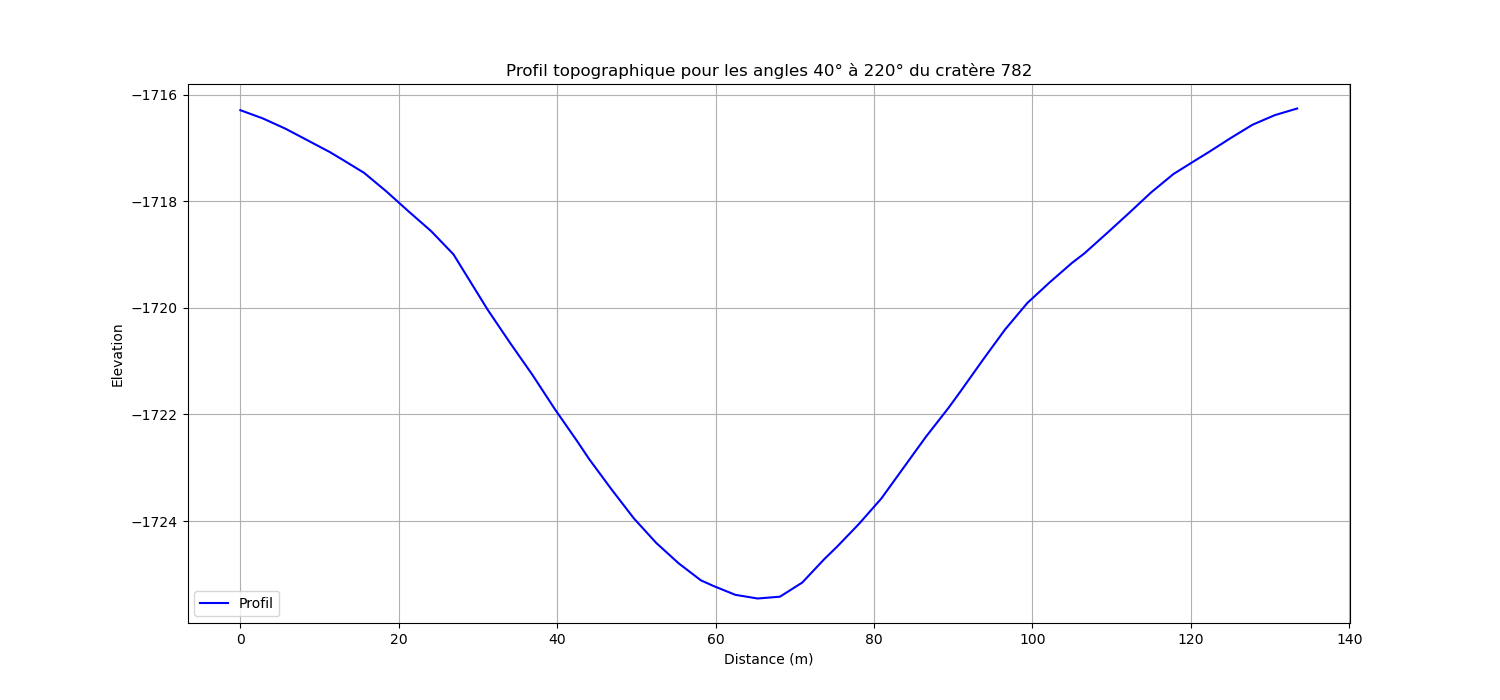 Profil topographique pour les angles 40° à 220° du cratère 782
−1716
−1718
−1720
−1722
−1724
Elevation
Profil
0 20 40 60 80 100 120 140
Distance (m)